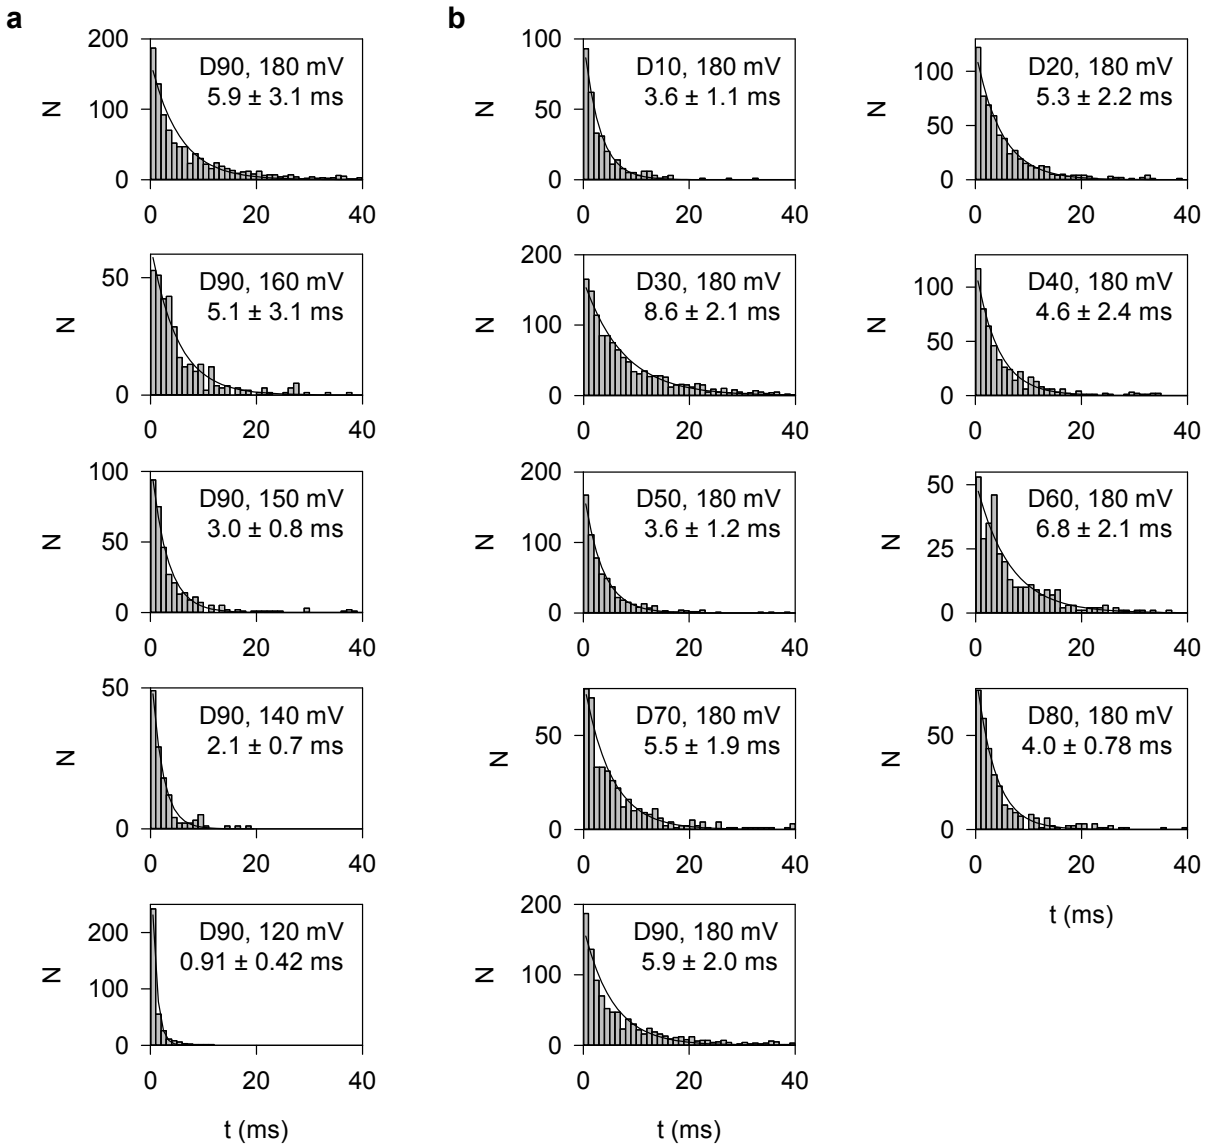 a
b
200
100
0
N
D90, 180 mV
5.9 ± 3.1 ms
0
20
40
100
50
0
N
D10, 180 mV
3.6 ± 1.1 ms
0
20
40
100
50
0
N
D20, 180 mV
5.3 ± 2.2 ms
0
20
40
50
0
N
D90, 160 mV
5.1 ± 3.1 ms
0
20
40
200
100
0
N
D30, 180 mV
8.6 ± 2.1 ms
0
20
40
100
50
0
N
D40, 180 mV
4.6 ± 2.4 ms
0
20
40
100
50
0
N
D90, 150 mV
3.0 ± 0.8 ms
0
20
40
200
100
0
N
D50, 180 mV
3.6 ± 1.2 ms
0
20
40
50
25
0
N
D60, 180 mV
6.8 ± 2.1 ms
0
20
40
50
0
N
D90, 140 mV
2.1 ± 0.7 ms
0
20
40
50
0
N
D70, 180 mV
5.5 ± 1.9 ms
0
20
40
50
0
N
D80, 180 mV
4.0 ± 0.78 ms
0
20
40
t (ms)
200
100
0
N
D90, 120 mV
0.91 ± 0.42 ms
0
20
40
t (ms)
200
100
0
N
D90, 180 mV
5.9 ± 2.0 ms
0
20
40
t (ms)